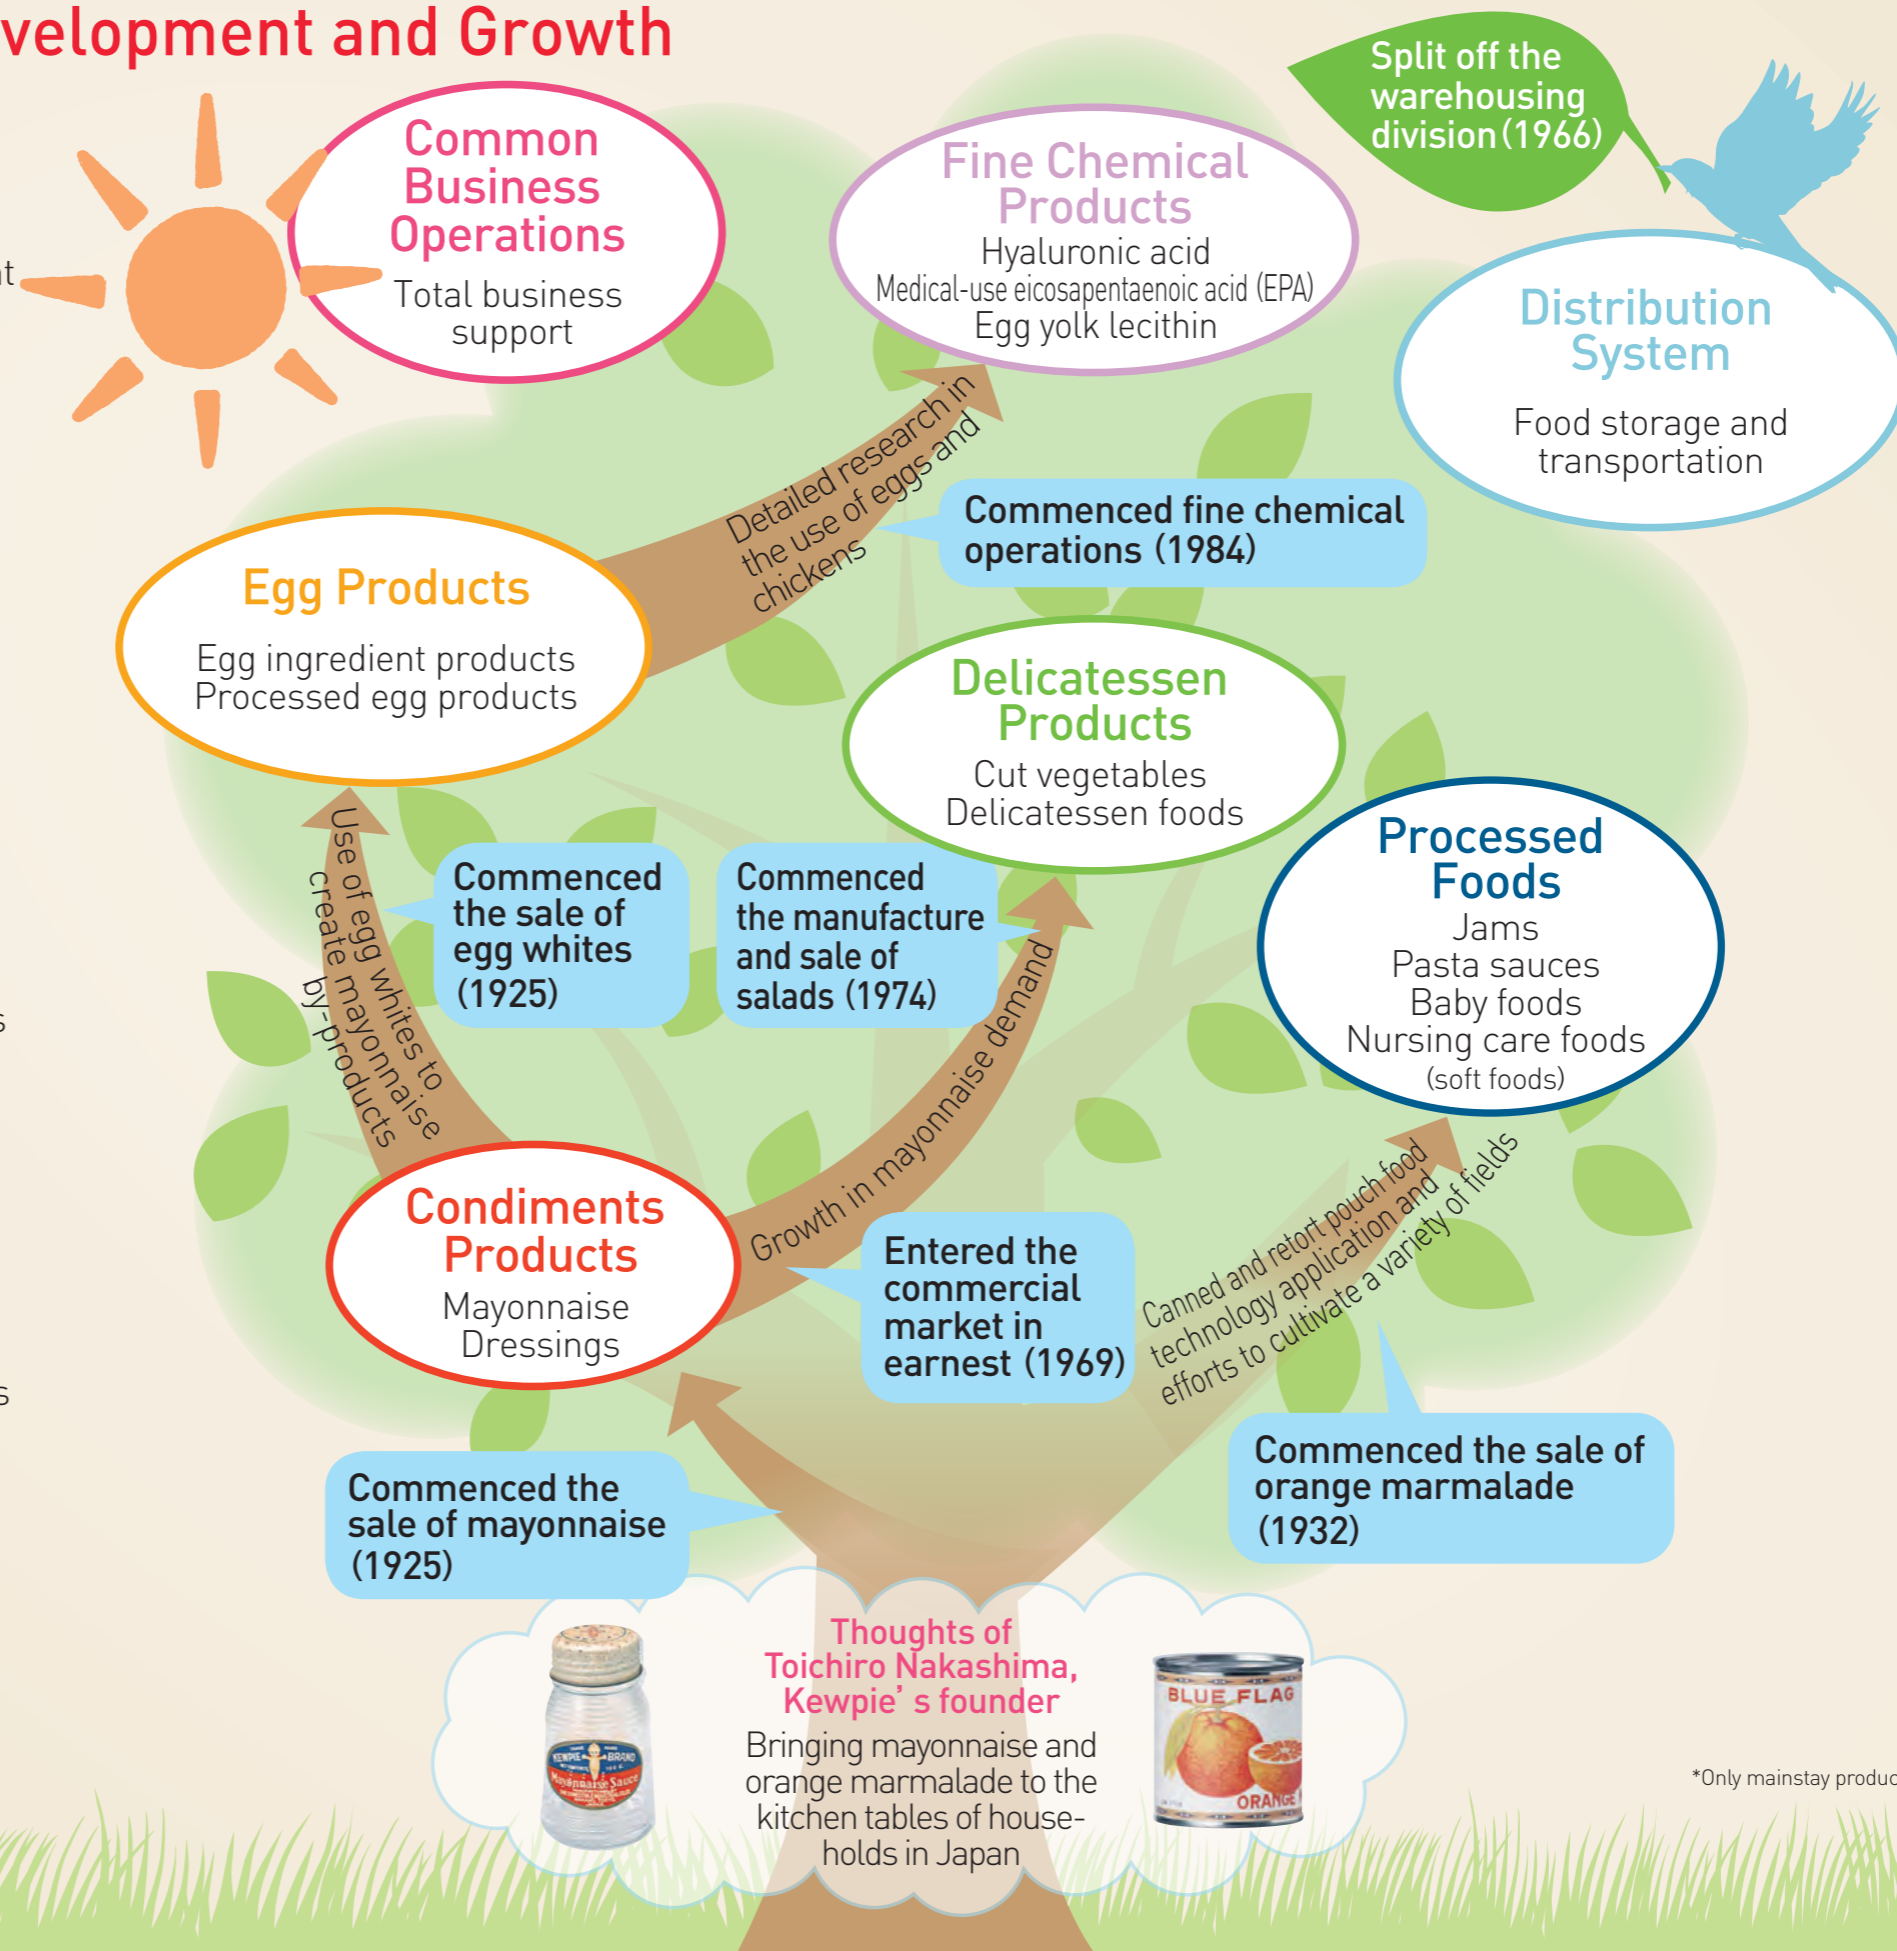 velopment and Growth
Split off the
warehousing
division (1966)
Common
Business
Operations
Total business
support
Fine Chemical
Products
Hyaluronic acid
Medical-use eicosapentaenoic acid (EPA)
Egg yolk lecithin
Distribution
System
Food storage and
transportation
Detailed research in
the use of eggs and
chickens
Commenced fine chemical
operations (1984)
Egg Products
Egg ingredient products
Processed egg products
Delicatessen
Products
Cut vegetables
Delicatessen foods
Processed
Foods
Jams
Pasta sauces
Baby foods
Nursing care foods
(soft foods)
Use of egg whites to
create mayonnaise
by-products
Commenced
the sale of
egg whites
(1925)
Commenced
the manufacture
and sale of
salads (1974)
Growth in mayonnaise demand
Condiments
Products
Mayonnaise
Dressings
Entered the
commercial
market in
earnest (1969)
Canned and retort pouch food
technology application and
efforts to cultivate a variety of fields
Commenced the
sale of mayonnaise
(1925)
Commenced the sale of
orange marmalade
(1932)
Thoughts of
Toichiro Nakashima,
Kewpie’ s founder
Bringing mayonnaise and
orange marmalade to the
kitchen tables of house-
holds in Japan
KEWPIE BRAND
Mayonnaise Sauce
BLUE FLAG
ORANGE
*Only mainstay produc